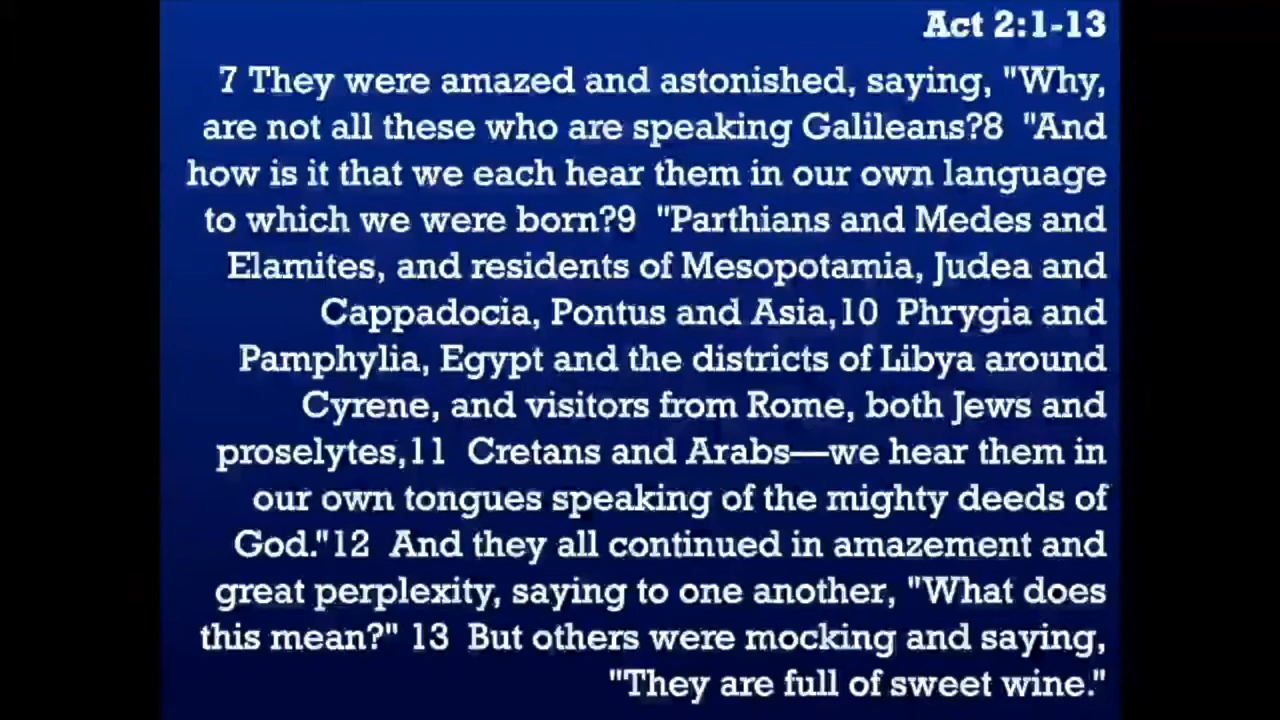 Act 2:1-13
7 They were amazed and astonished, saying, "Why,
are not all these who are speaking Galileans?8  "And
how is it that we each hear them in our own language
to which we were born?9  "Parthians and Medes and
Elamites, and residents of Mesopotamia, Judea and
Cappadocia, Pontus and Asia,10  Phrygia and
Pamphylia, Egypt and the districts of Libya around
Cyrene, and visitors from Rome, both Jews and
proselytes,11  Cretans and Arabs—we hear them in
our own tongues speaking of the mighty deeds of
God."12  And they all continued in amazement and
great perplexity, saying to one another, "What does
this mean?" 13  But others were mocking and saying,
"They are full of sweet wine."